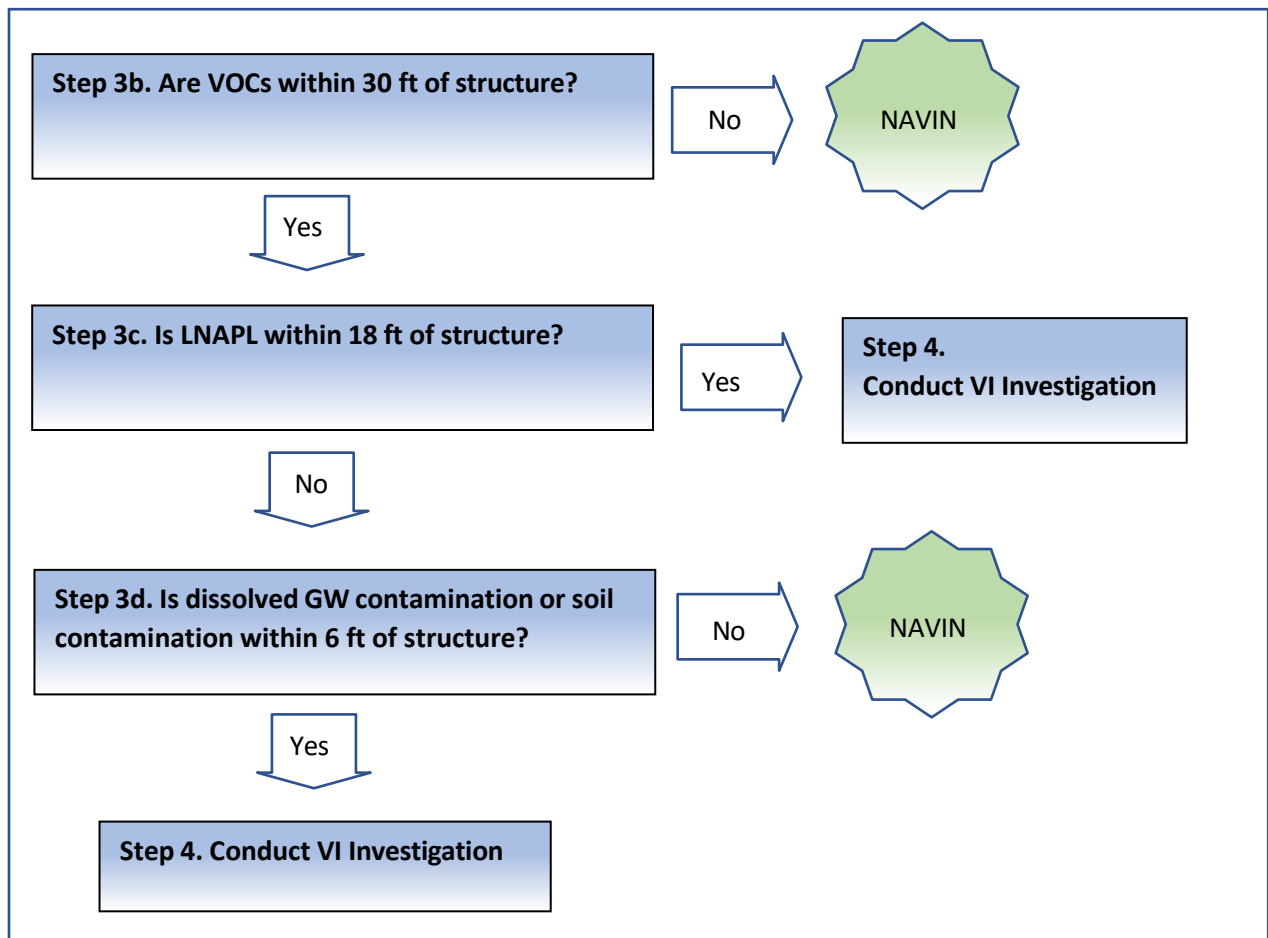 Step 3b. Are VOCs within 30 ft of structure?
No
NAVIN
Yes
Step 3c. Is LNAPL within 18 ft of structure?
Yes
Step 4.
Conduct VI Investigation
No
Step 3d. Is dissolved GW contamination or soil
contamination within 6 ft of structure?
No
NAVIN
Yes
Step 4. Conduct VI Investigation